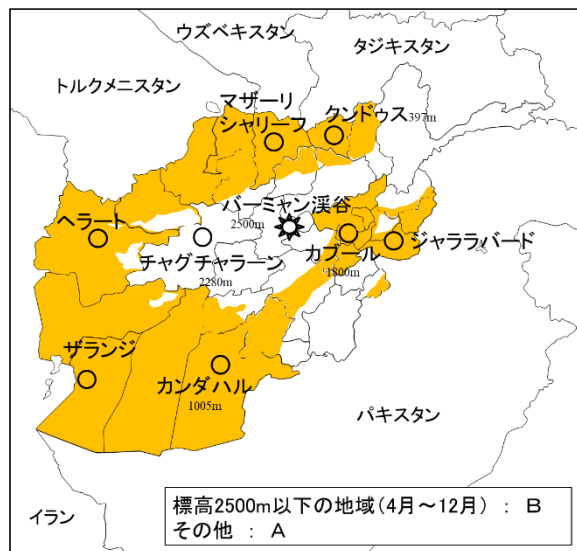 ウズベキスタン
タジキスタン
トルクメニスタン
マザーリ
シャリーフ
クンドゥス
397m
バーミャン渓谷
2500m
ヘラート
チャグチャラーン
2280m
カブール
1800m
ジャララバード
ザランジ
カンダハル
1005m
パキスタン
イラン
標高2500m以下の地域(4月~12月) : B
その他 : A